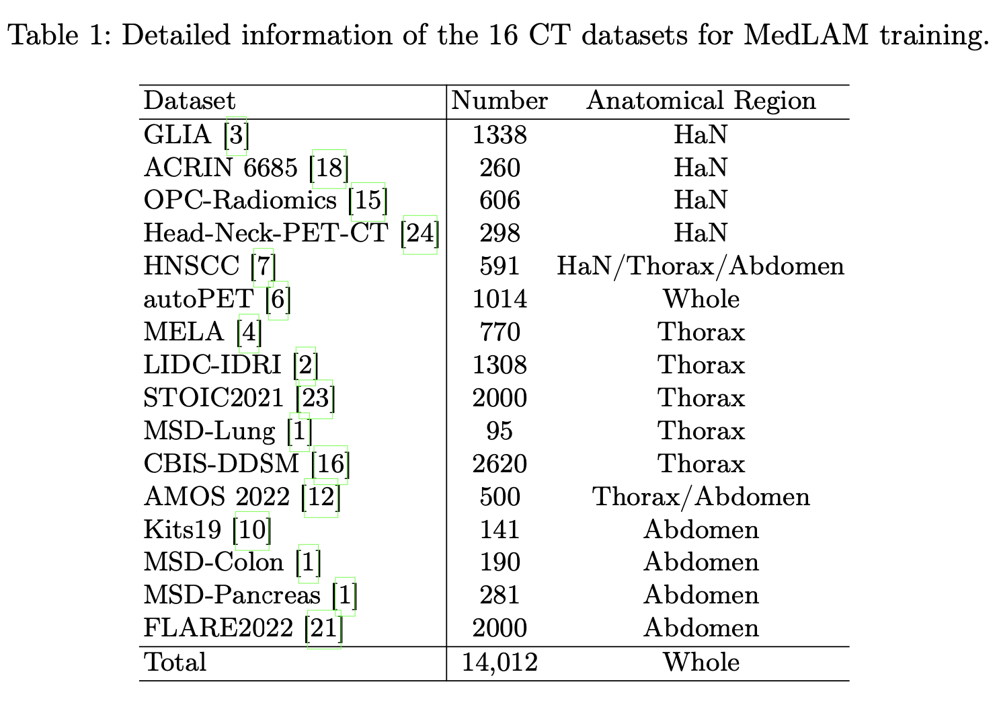 Table 1: Detailed information of the 16 CT datasets for MedLAM training.
Dataset Number Anatomical Region
GLIA [3] 1338 HaN
ACRIN 6685 [18] 260 HaN
OPC-Radiomics [15] 606 HaN
Head-Neck-PET-CT [24] 298 HaN
HNSCC [7] 591 HaN/Thorax/Abdomen
autoPET [6] 1014 Whole
MELA [4] 770 Thorax
LIDC-IDRI [2] 1308 Thorax
STOIC2021 [23] 2000 Thorax
MSD-Lung [1] 95 Thorax
CBIS-DDSM [16] 2620 Thorax
AMOS 2022 [12] 500 Thorax/Abdomen
Kits19 [10] 141 Abdomen
MSD-Colon [1] 190 Abdomen
MSD-Pancreas [1] 281 Abdomen
FLARE2022 [21] 2000 Abdomen
Total 14,012 Whole